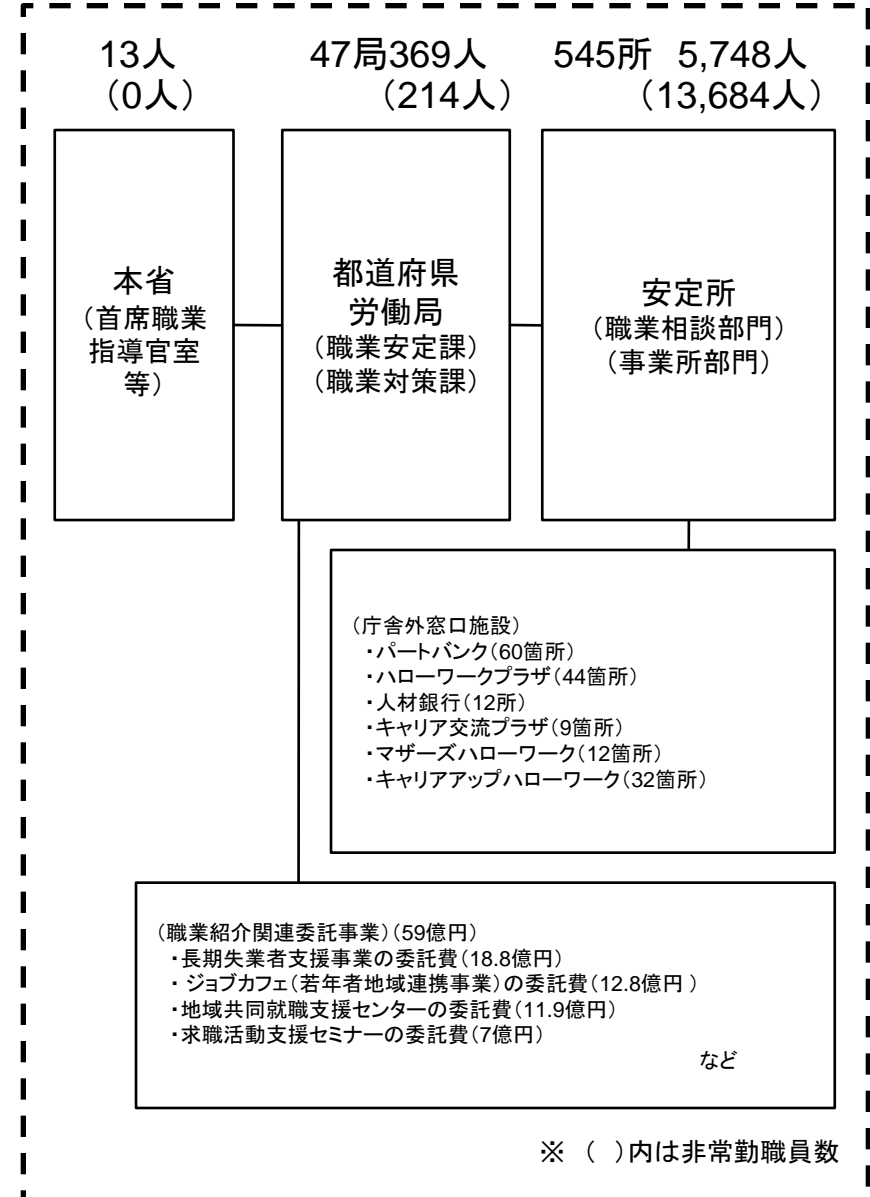 13人
（0人）
47局369人
（214人）
545所 5,748人
（13,684人）
本省
（首席職業
指導官室
等）
都道府県
労働局
（職業安定課）
（職業対策課）
安定所
（職業相談部門）
（事業所部門）
（庁舎外窓口施設）
・パートバンク（60箇所）
・ハローワークプラザ（44箇所）
・人材銀行（12所）
・キャリア交流プラザ（9箇所）
・マザーズハローワーク（12箇所）
・キャリアアップハローワーク（32箇所）
（職業紹介関連委託事業）（59億円）
・長期失業者支援事業の委託費（18.8億円）
・ジョブカフェ（若年者地域連携事業）の委託費（12.8億円 ）
・地域共同就職支援センターの委託費（11.9億円）
・求職活動支援セミナーの委託費（7億円）
など
※ （ ）内は非常勤職員数